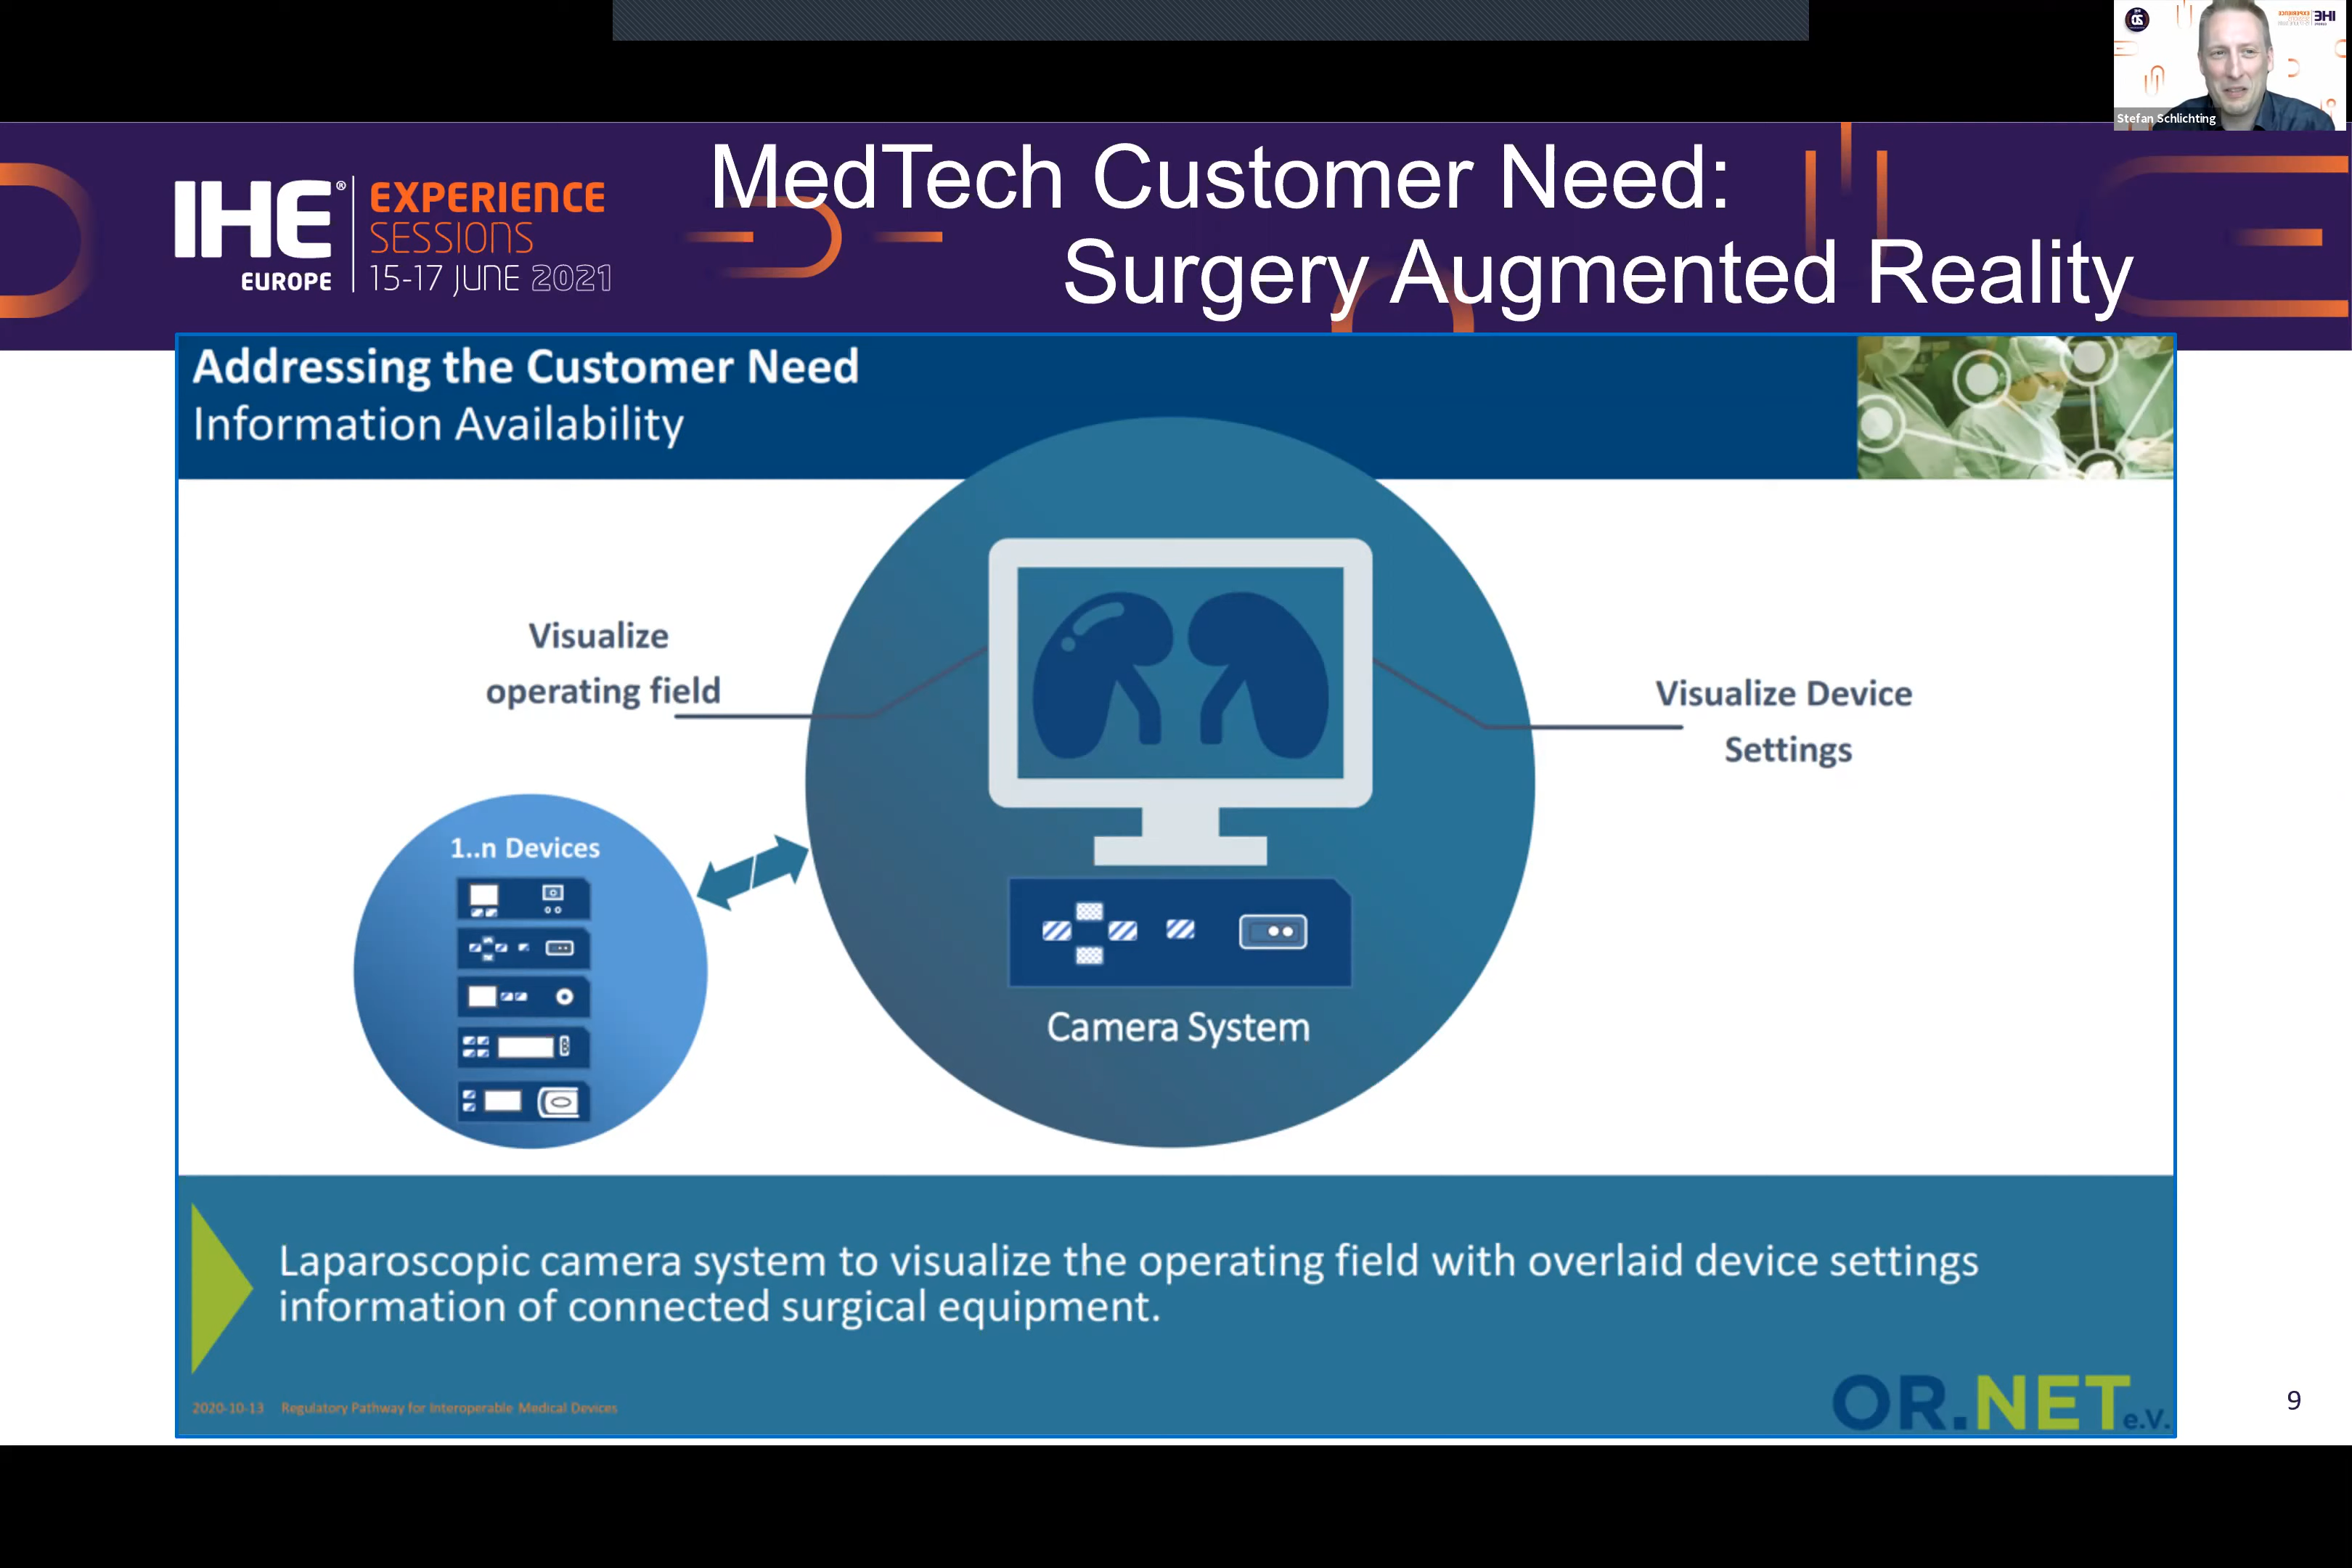 Stefan Schlichting
IHE®
EUROPE
EXPERIENCE
SESSIONS
15-17 JUNE 2021
MedTech Customer Need:
Surgery Augmented Reality
Addressing the Customer Need
Information Availability
Visualize
operating field
Visualize Device
Settings
1..n Devices
Camera System
Laparoscopic camera system to visualize the operating field with overlaid device settings
information of connected surgical equipment.
2020-10-13 Regulatory Pathway for Interoperable Medical Devices
OR.NET e.V.
9